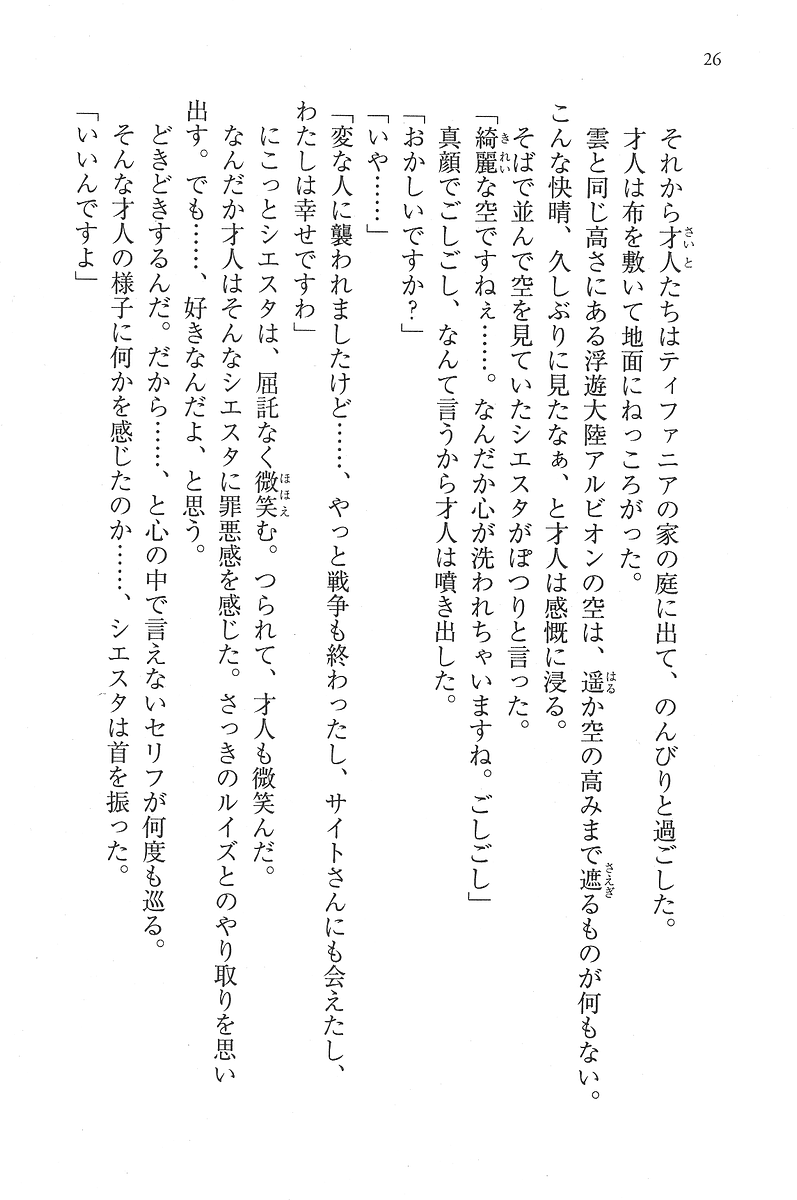 26
それから才人たちはティファニアの家の庭に出て、のんびりと過ごした。
才人は布を敷いて地面にねっころがった。
雲と同じ高さにある浮遊大陸アルビオンの空は、遥か空の高みまで遮るものが何もない。
こんな快晴、久しぶりに見たなぁ、と才人は感慨に浸る。
そばで並んで空を見ていたシエスタがぽつりと言った。
「綺麗な空ですねぇ……。なんだか心が洗われちゃいますね。ごしごし」
真顔でごしごし、なんて言うから才人は噴き出した。
「おかしいですか？」
「いや……」
「変な人に襲われましたけど……、やっと戦争も終わったし、サイトさんにも会えたし、
わたしは幸せですわ」
にこっとシエスタは、屈託なく微笑む。つられて、才人も微笑んだ。
なんだか才人はそんなシエスタに罪悪感を感じた。さっきのルイズとのやり取りを思い
出す。でも……、好きなんだよ、と思う。
どきどきするんだ。だから……、と心の中で言えないセリフが何度も巡る。
そんな才人の様子に何かを感じたのか……、シエスタは首を振った。
「いいんですよ」